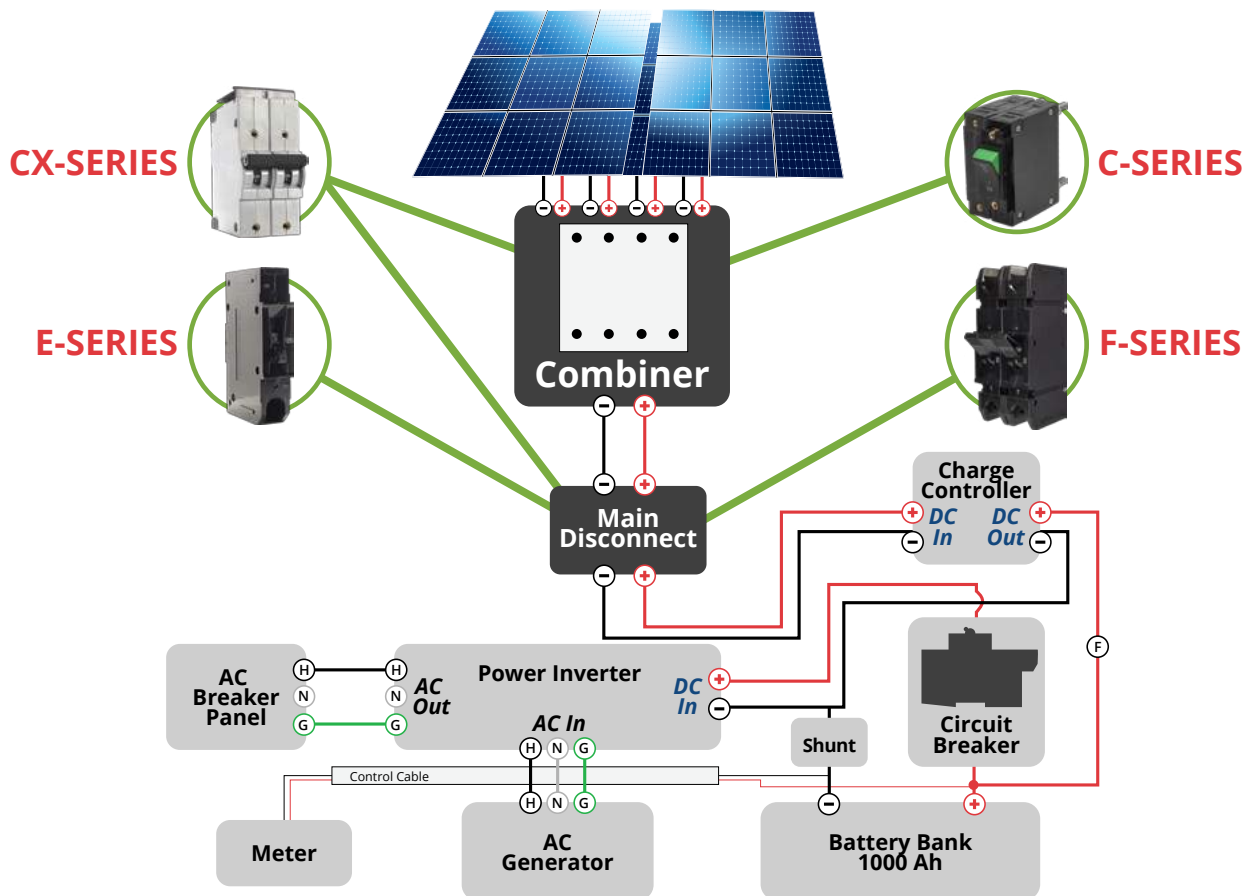 CX-SERIES
C-SERIES
E-SERIES
F-SERIES
− + − + − + − +
Combiner
− +
− +
Main
Disconnect
− +
Charge
Controller
+ DC DC +
− In Out −
F
AC
Breaker
Panel
H H
N N
G G
AC
Out
Power Inverter
DC
In
+
−
AC In
H N G
Circuit
Breaker
Shunt
Control Cable
H N G
− +
Meter
AC
Generator
Battery Bank
1000 Ah